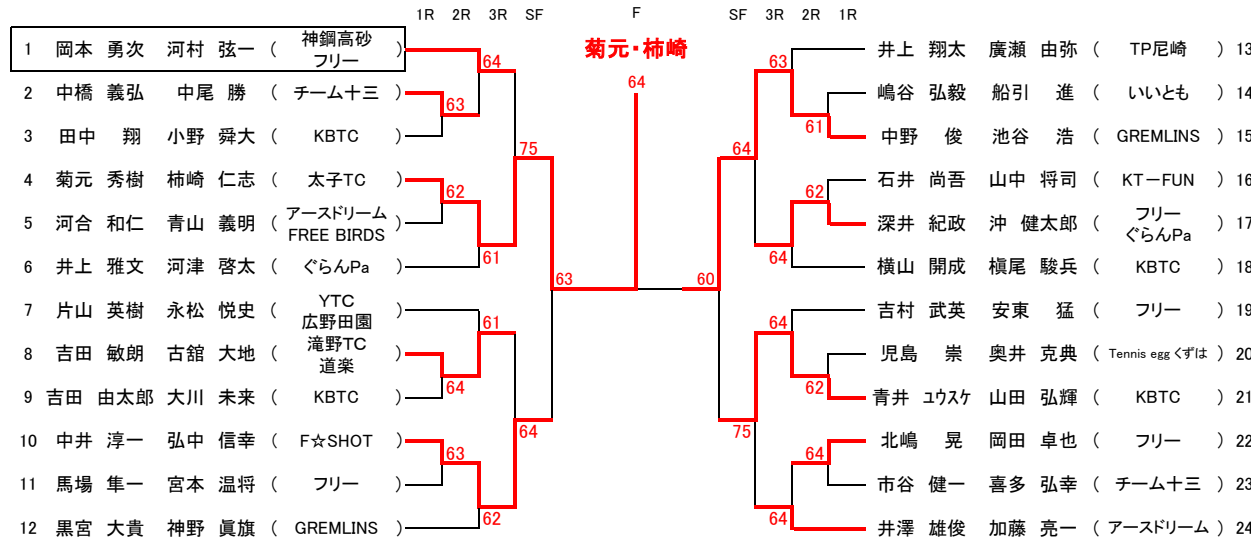 1R 2R 3R SF F SF 3R 2R 1R
菊元・柿崎
64
1 岡本 勇次 河村 弦一 ( 神鋼高砂 フリー )
2 中橋 義弘 中尾 勝 ( チーム十三 )
3 田中 翔 小野 舜大 ( KBTC )
4 菊元 秀樹 柿崎 仁志 ( 太子TC )
5 河合 和仁 青山 義明 ( アースドリーム FREE BIRDS )
6 井上 雅文 河津 啓太 ( ぐらんPa )
7 片山 英樹 永松 悦史 ( YTC 広野田園 )
8 吉田 敏朗 古舘 大地 ( 滝野TC 道楽 )
9 吉田 由太郎 大川 未来 ( KBTC )
10 中井 淳一 弘中 信幸 ( F☆SHOT )
11 馬場 隼一 宮本 温将 ( フリー )
12 黒宮 大貴 神野 眞旗 ( GREMLINS )
64
63
75
62
61
63
61
64
64
63
62
井上 翔太 廣瀬 由弥 ( TP尼崎 ) 13
嶋谷 弘毅 船引 進 ( いいとも ) 14
中野 俊 池谷 浩 ( GREMLINS ) 15
石井 尚吾 山中 将司 ( KT－FUN ) 16
深井 紀政 沖 健太郎 ( フリー ぐらんPa ) 17
横山 開成 槇尾 駿兵 ( KBTC ) 18
吉村 武英 安東 猛 ( フリー ) 19
児島 崇 奥井 克典 ( Tennis egg くずは ) 20
青井 ユウスケ 山田 弘輝 ( KBTC ) 21
北嶋 晃 岡田 卓也 ( フリー ) 22
市谷 健一 喜多 弘幸 ( チーム十三 ) 23
井澤 雄俊 加藤 亮一 ( アースドリーム ) 24
63
61
64
62
64
60
64
62
75
64
64